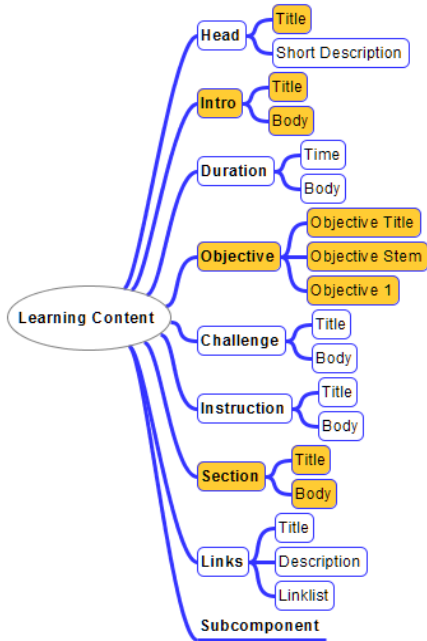 Head
Title
Short Description
Intro
Title
Body
Duration
Time
Body
Objective
Objective Title
Objective Stem
Objective 1
Learning Content
Challenge
Title
Body
Instruction
Title
Body
Section
Title
Body
Links
Title
Description
Linklist
Subcomponent